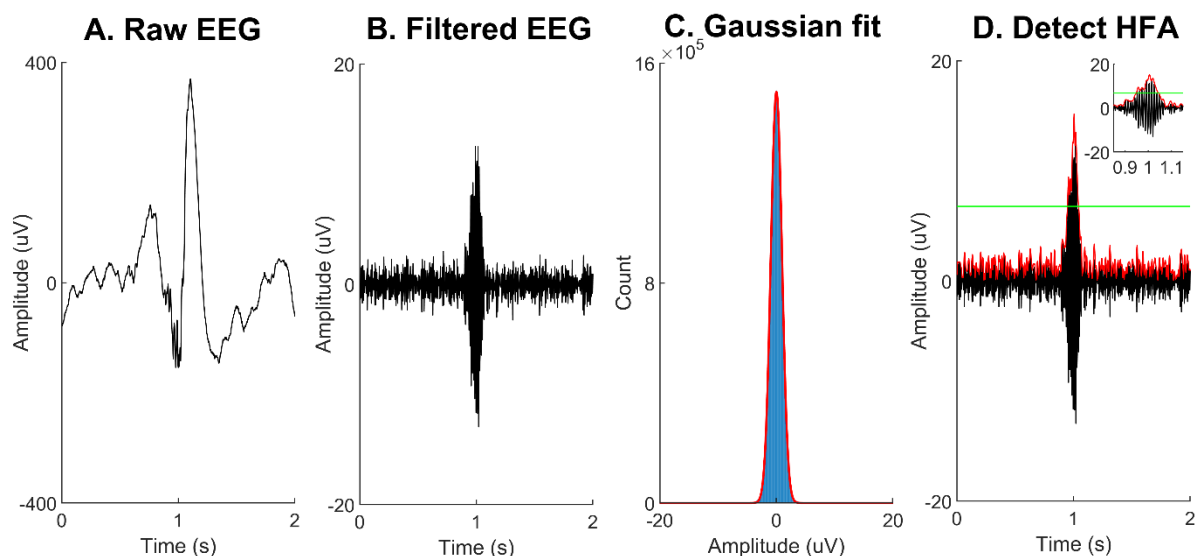 A. Raw EEG
400
0
-400
Amplitude (uV)
0 1 2
Time (s)
B. Filtered EEG
20
0
-20
Amplitude (uV)
0 1 2
Time (s)
C. Gaussian fit
×10⁵
16
8
0
Count
-20 0 20
Amplitude (uV)
D. Detect HFA
20
0
-20
Amplitude (uV)
0 1 2
Time (s)
20
0
-20
0.9 1 1.1